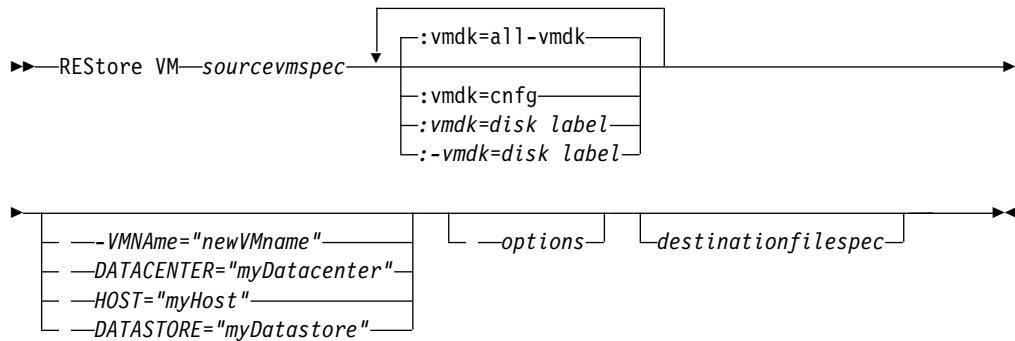 :vmdk=all-vmdk
REStore VM sourcevmspec
:vmdk=cnfg
:vmdk=disk label
:-vmdk=disk label
-VMNAme="newVMname"
options
destinationfilespec
DATACENTER="myDatacenter"
HOST="myHost"
DATASTORE="myDatastore"